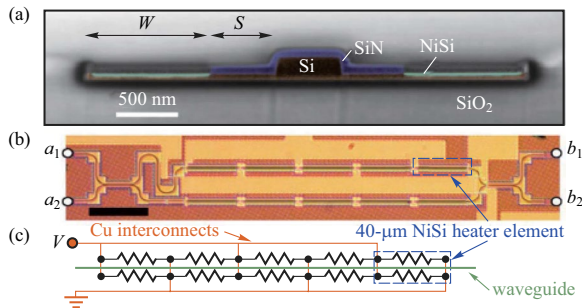 (a)
W
S
SiN
NiSi
Si
500 nm
SiO2
(b)
a1
b1
a2
b2
Cu interconnects
40-μm NiSi heater element
(c)
V
waveguide